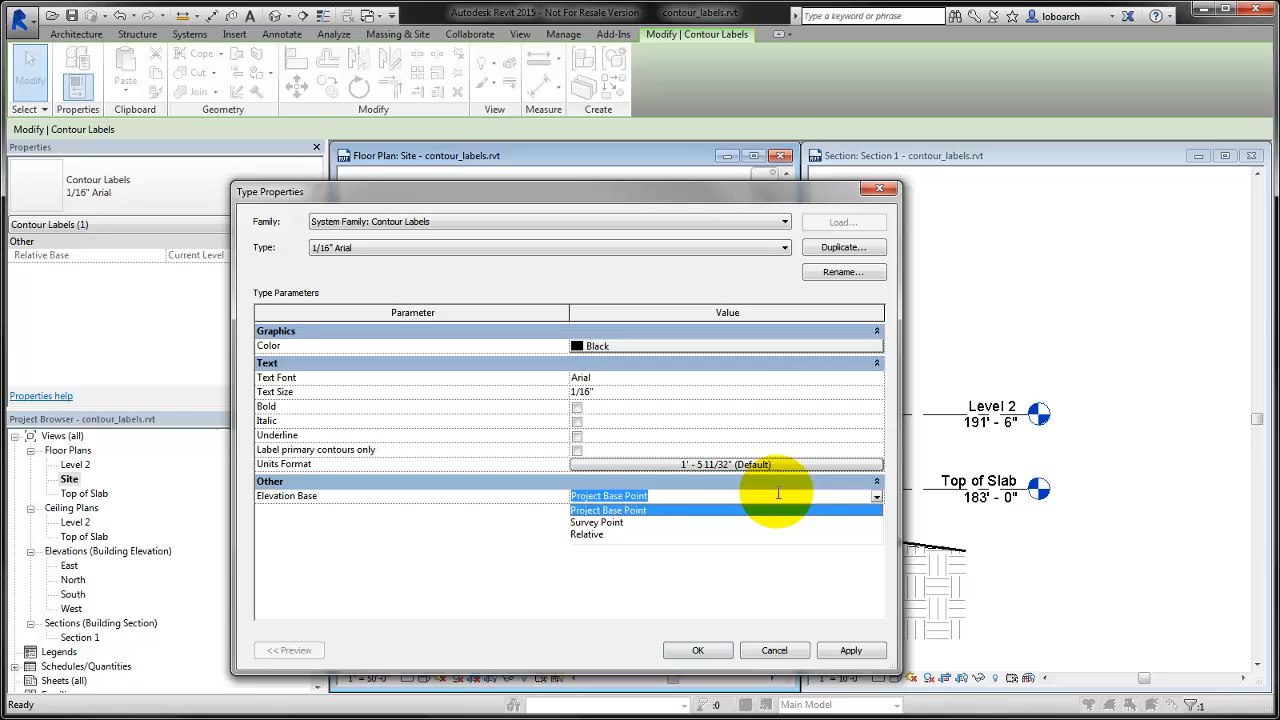 Autodesk Revit 2015 - Not For Resale Version contour_labels.rvt
Type a keyword or phrase
loboarch
Architecture Structure Systems Insert Annotate Analyze Massing & Site Collaborate View Manage Add-Ins Modify | Contour Labels
Modify
Paste
Cope
Cut
Join
Select Properties Clipboard Geometry Modify View Measure Create
Modify | Contour Labels
Properties
Contour Labels
1/16" Arial
Contour Labels (1)
Other
Relative Base Current Level
Properties help
Project Browser - contour_labels.rvt
Views (all)
Floor Plans
Level 2
Site
Top of Slab
Ceiling Plans
Level 2
Top of Slab
Elevations (Building Elevation)
East
North
South
West
Sections (Building Section)
Section 1
Legends
Schedules/Quantities
Sheets (all)
Floor Plan: Site - contour_labels.rvt
Section: Section 1 - contour_labels.rvt
Type Properties
Family: System Family: Contour Labels Load...
Type: 1/16" Arial Duplicate...
Rename...
Type Parameters
Parameter Value
Graphics
Color Black
Text
Text Font Arial
Text Size 1/16"
Bold
Italic
Underline
Label primary contours only
Units Format 1' - 5 11/32" (Default)
Other
Elevation Base Project Base Point
Project Base Point
Survey Point
Relative
<< Preview OK Cancel Apply
Level 2
191' - 6"
Top of Slab
183' - 0"
1" = 50'-0"
1" = 10'-0"
Ready :0 Main Model :1